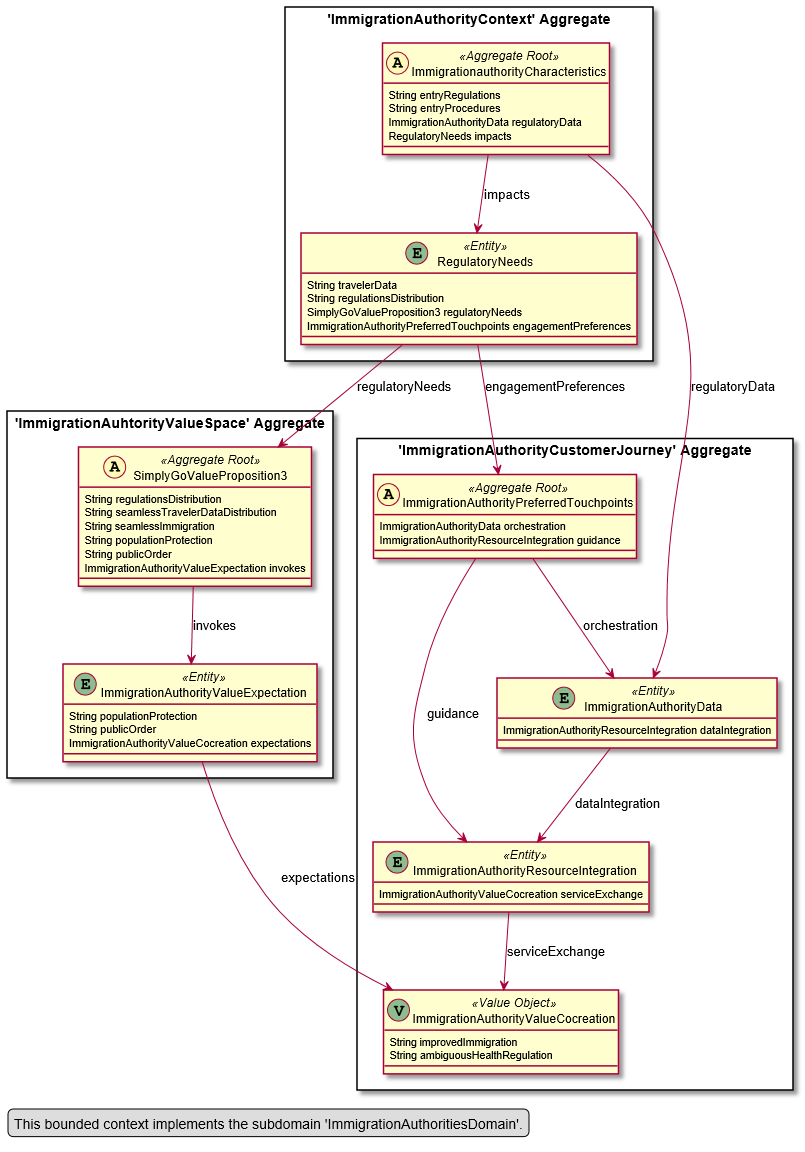 'ImmigrationAuthorityContext' Aggregate
A
«Aggregate Root»
ImmigrationauthorityCharacteristics
String entryRegulations
String entryProcedures
ImmigrationAuthorityData regulatoryData
RegulatoryNeeds impacts
impacts
E
«Entity»
RegulatoryNeeds
String travelerData
String regulationsDistribution
SimplyGoValueProposition3 regulatoryNeeds
ImmigrationAuthorityPreferredTouchpoints engagementPreferences
regulatoryNeeds
engagementPreferences
regulatoryData
'ImmigrationAuhtorityValueSpace' Aggregate
A
«Aggregate Root»
SimplyGoValueProposition3
String regulationsDistribution
String seamlessTravelerDataDistribution
String seamlessImmigration
String populationProtection
String publicOrder
ImmigrationAuthorityValueExpectation invokes
invokes
E
«Entity»
ImmigrationAuthorityValueExpectation
String populationProtection
String publicOrder
ImmigrationAuthorityValueCocreation expectations
expectations
'ImmigrationAuthorityCustomerJourney' Aggregate
A
«Aggregate Root»
ImmigrationAuthorityPreferredTouchpoints
ImmigrationAuthorityData orchestration
ImmigrationAuthorityResourceIntegration guidance
orchestration
guidance
E
«Entity»
ImmigrationAuthorityData
ImmigrationAuthorityResourceIntegration dataIntegration
dataIntegration
E
«Entity»
ImmigrationAuthorityResourceIntegration
ImmigrationAuthorityValueCocreation serviceExchange
serviceExchange
V
«Value Object»
ImmigrationAuthorityValueCocreation
String improvedImmigration
String ambiguousHealthRegulation
This bounded context implements the subdomain 'ImmigrationAuthoritiesDomain'.